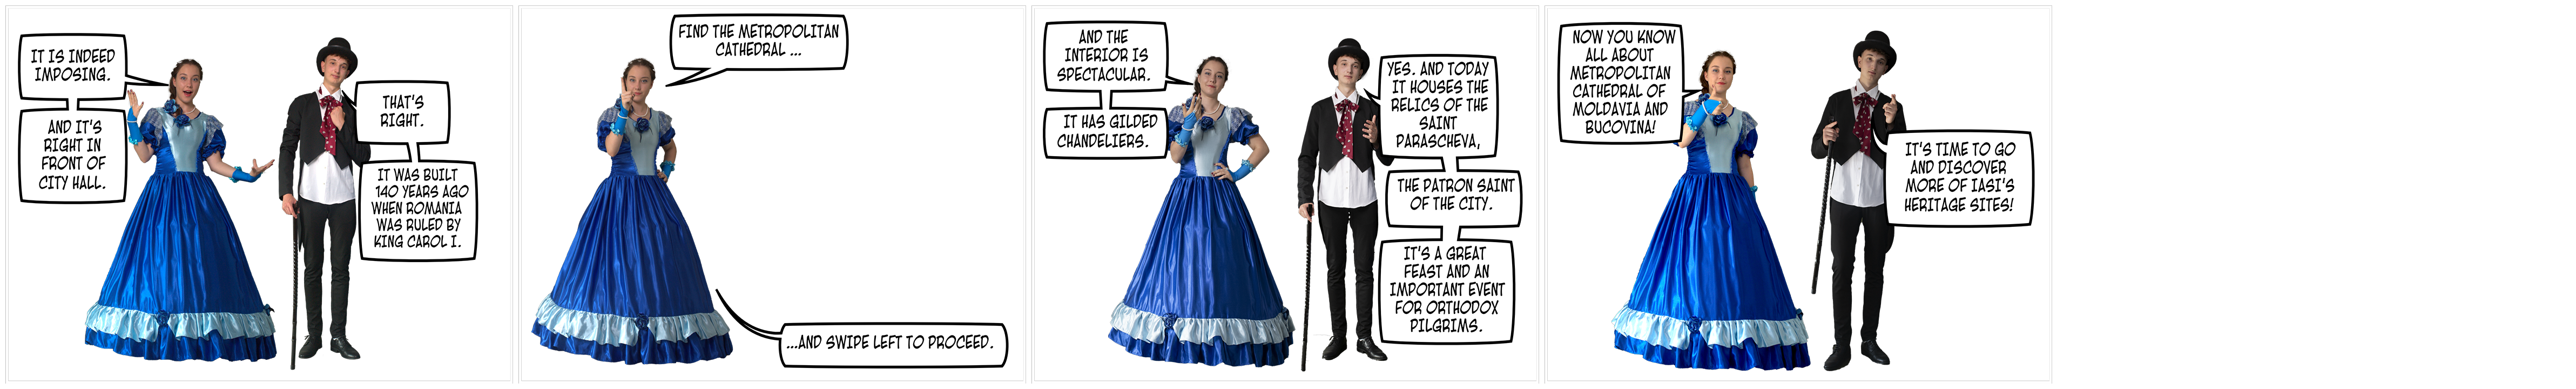 IT IS INDEED
IMPOSING.
AND IT'S
RIGHT IN
FRONT OF
CITY HALL.
THAT'S
RIGHT.
IT WAS BUILT
140 YEARS AGO
WHEN ROMANIA
WAS RULED BY
KING CAROL I.
FIND THE METROPOLITAN
CATHEDRAL ...
...AND SWIPE LEFT TO PROCEED.
AND THE
INTERIOR IS
SPECTACULAR.
IT HAS GILDED
CHANDELIERS.
YES. AND TODAY
IT HOUSES THE
RELICS OF THE
SAINT
PARASCHEVA,
THE PATRON SAINT
OF THE CITY.
IT'S A GREAT
FEAST AND AN
IMPORTANT EVENT
FOR ORTHODOX
PILGRIMS.
NOW YOU KNOW
ALL ABOUT
METROPOLITAN
CATHEDRAL OF
MOLDAVIA AND
BUCOVINA!
IT'S TIME TO GO
AND DISCOVER
MORE OF IASI'S
HERITAGE SITES!